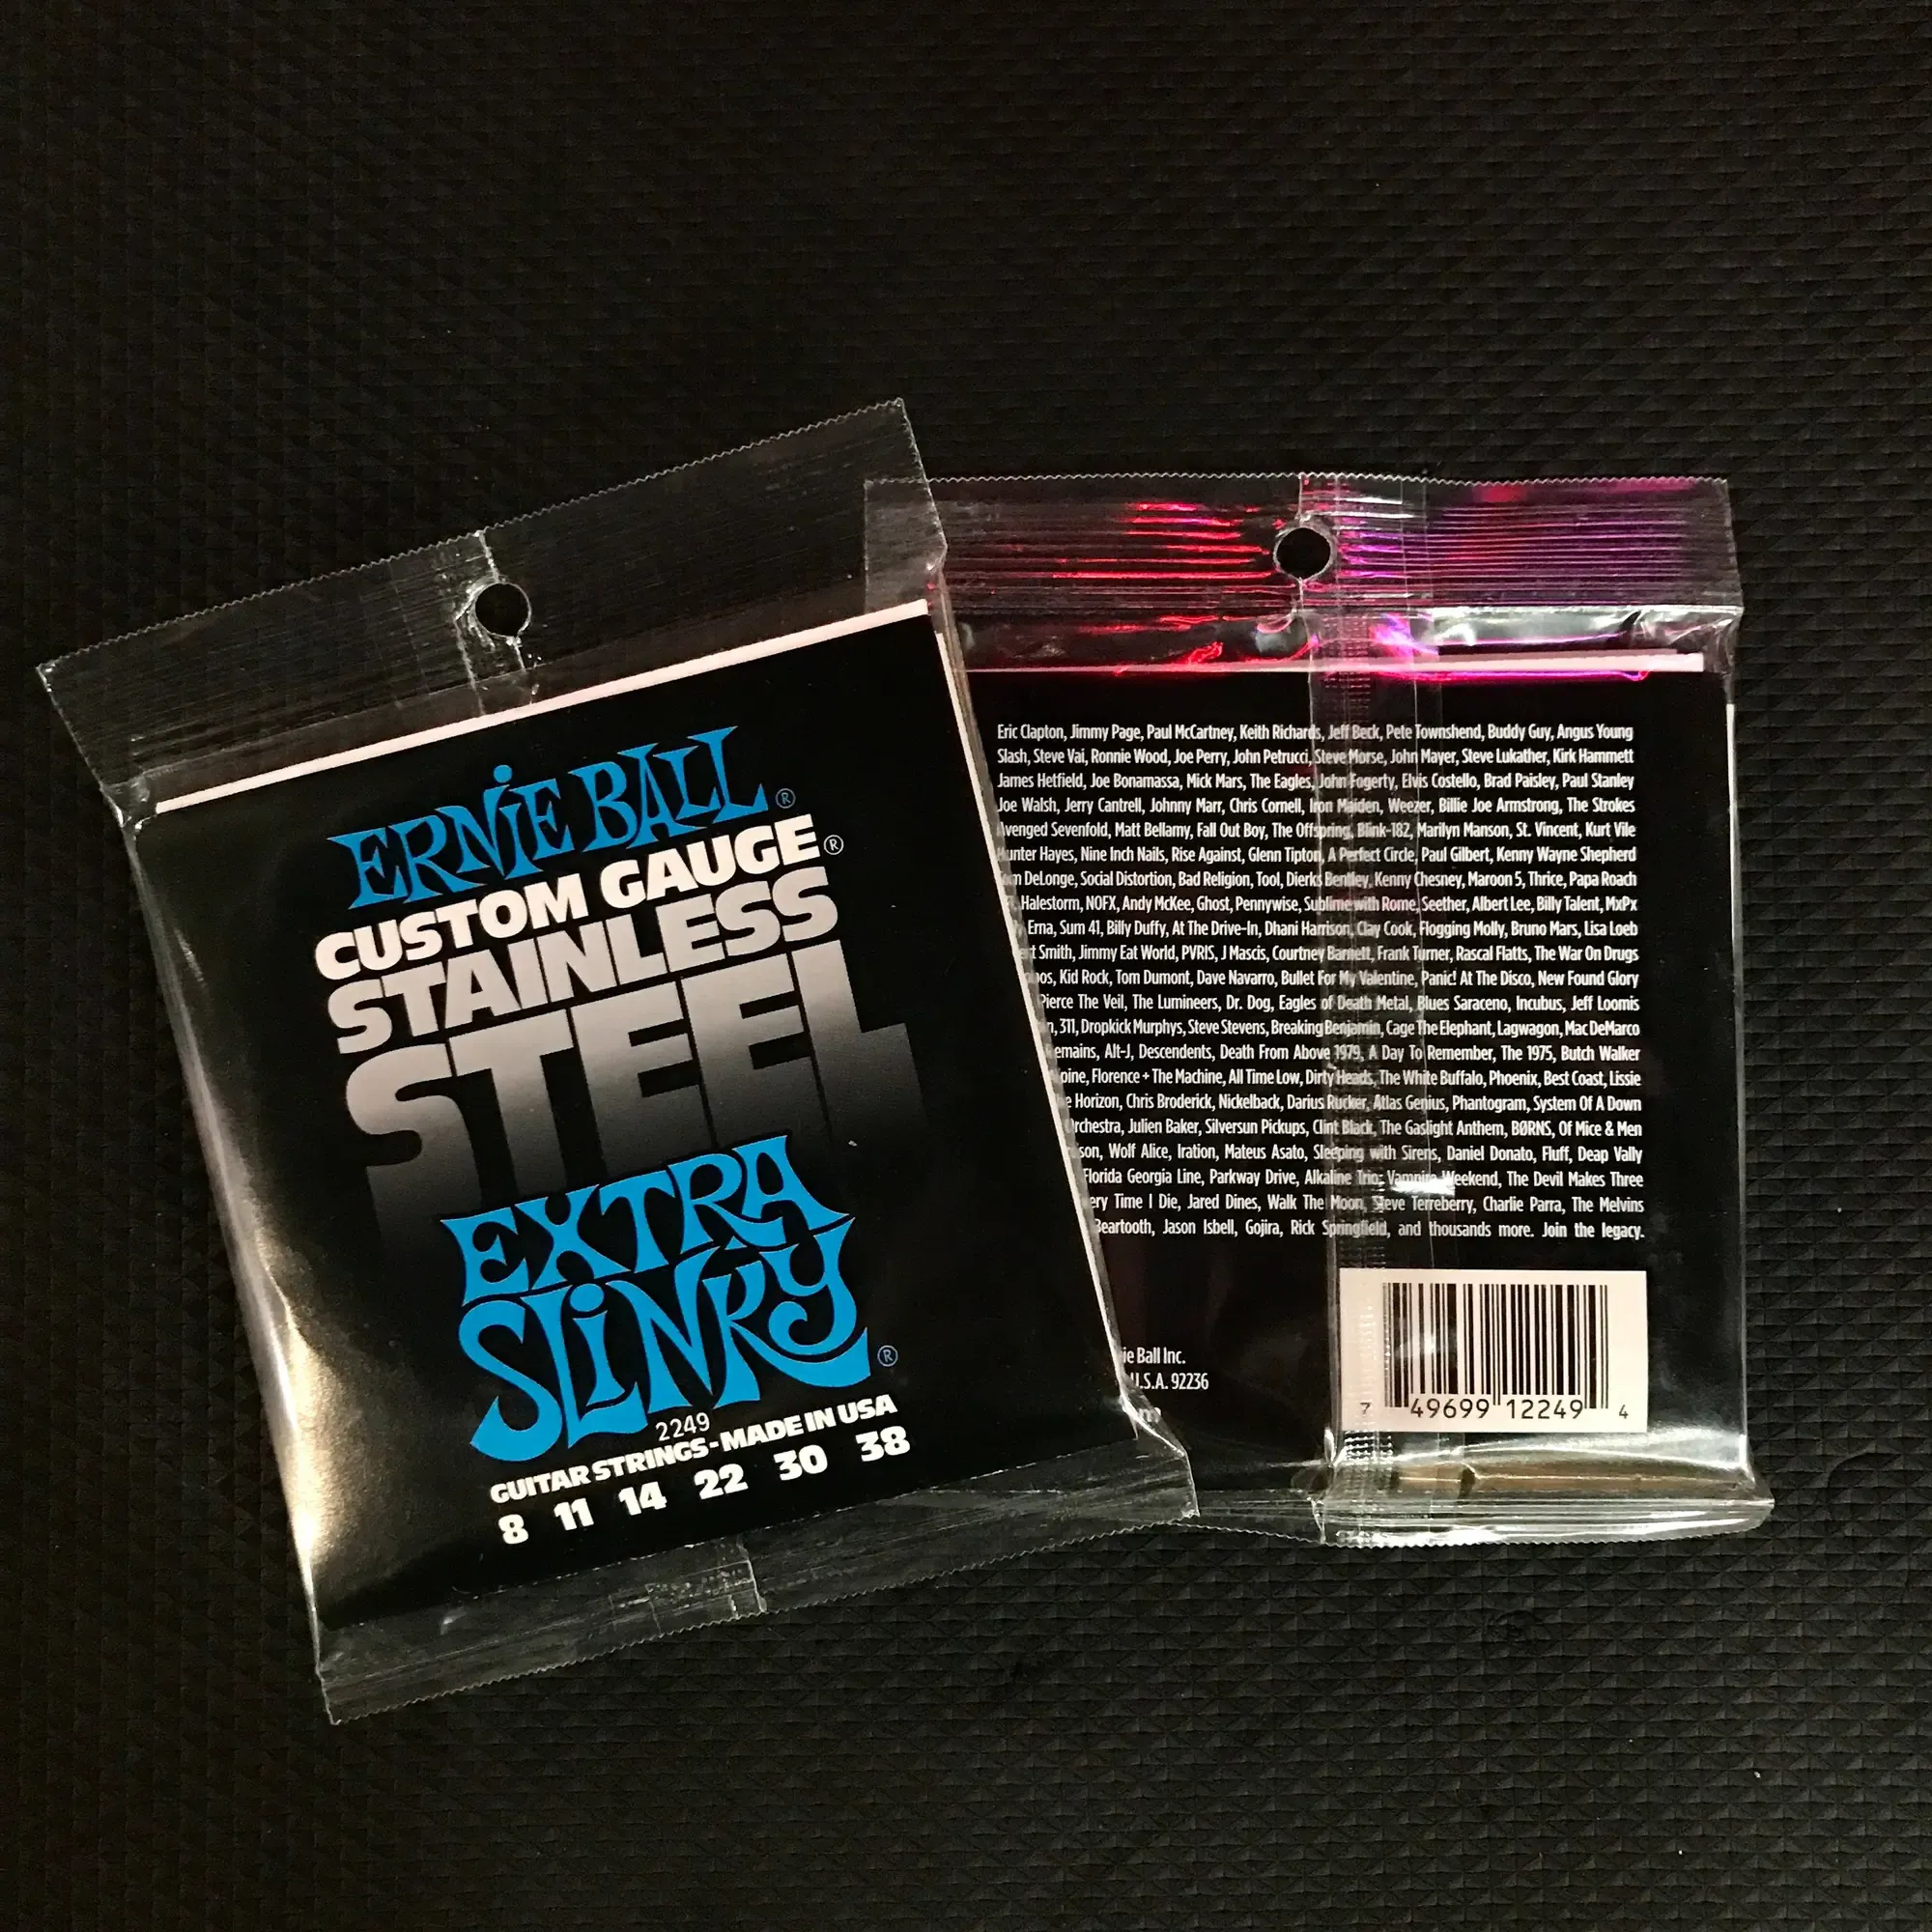 ERNiE BALL ®
CUSTOM GAUGE ®
STAINLESS
STEEL
EXTRA
SLiNKY ®
2249
GUITAR STRINGS - MADE IN USA
8 11 14 22 30 38
Eric Clapton, Jimmy Page, Paul McCartney, Keith Richards, Jeff Beck, Pete Townshend, Buddy Guy, Angus Young
Slash, Steve Vai, Ronnie Wood, Joe Perry, John Petrucci, Steve Morse, John Mayer, Steve Lukather, Kirk Hammett
James Hetfield, Joe Bonamassa, Mick Mars, The Eagles, John Fogerty, Elvis Costello, Brad Paisley, Paul Stanley
Joe Walsh, Jerry Cantrell, Johnny Marr, Chris Cornell, Iron Maiden, Weezer, Billie Joe Armstrong, The Strokes
Avenged Sevenfold, Matt Bellamy, Fall Out Boy, The Offspring, Blink-182, Marilyn Manson, St. Vincent, Kurt Vile
Hunter Hayes, Nine Inch Nails, Rise Against, Glenn Tipton, A Perfect Circle, Paul Gilbert, Kenny Wayne Shepherd
DeLonge, Social Distortion, Bad Religion, Tool, Dierks Bentley, Kenny Chesney, Maroon 5, Thrice, Papa Roach
Halestorm, NOFX, Andy McKee, Ghost, Pennywise, Sublime with Rome, Seether, Albert Lee, Billy Talent, MxPx
Erna, Sum 41, Billy Duffy, At The Drive-In, Dhani Harrison, Clay Cook, Flogging Molly, Bruno Mars, Lisa Loeb
Smith, Jimmy Eat World, PVRIS, J Mascis, Courtney Barnett, Frank Turner, Rascal Flatts, The War On Drugs
Kid Rock, Tom Dumont, Dave Navarro, Bullet For My Valentine, Panic! At The Disco, New Found Glory
Pierce The Veil, The Lumineers, Dr. Dog, Eagles of Death Metal, Blues Saraceno, Incubus, Jeff Loomis
311, Dropkick Murphys, Steve Stevens, Breaking Benjamin, Cage The Elephant, Lagwagon, Mac DeMarco
Remains, Alt-J, Descendents, Death From Above 1979, A Day To Remember, The 1975, Butch Walker
Florence + The Machine, All Time Low, Dirty Heads, The White Buffalo, Phoenix, Best Coast, Lissie
Horizon, Chris Broderick, Nickelback, Darius Rucker, Atlas Genius, Phantogram, System Of A Down
Orchestra, Julien Baker, Silversun Pickups, Clint Black, The Gaslight Anthem, BØRNS, Of Mice & Men
Wolf Alice, Iration, Mateus Asato, Sleeping with Sirens, Daniel Donato, Fluff, Deap Vally
Florida Georgia Line, Parkway Drive, Alkaline Trio, Vampire Weekend, The Devil Makes Three
Time I Die, Jared Dines, Walk The Moon, Steve Terreberry, Charlie Parra, The Melvins
Beartooth, Jason Isbell, Gojira, Rick Springfield, and thousands more. Join the legacy.
Ball Inc.
U.S.A. 92236
7 49699 12249 4